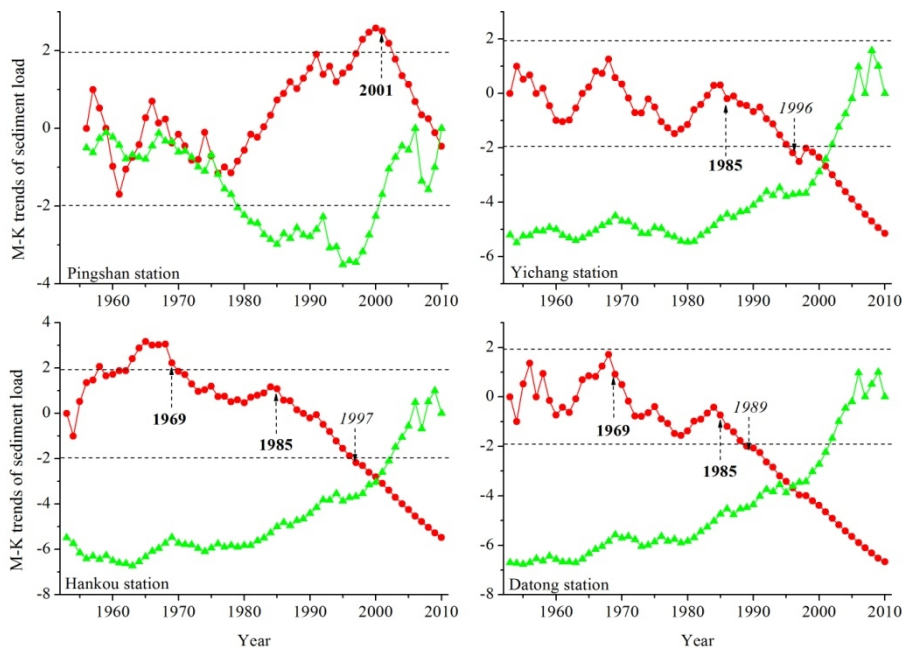 M-K trends of sediment load
2
0
-2
-4
1960 1970 1980 1990 2000 2010
2001
Pingshan station
2
0
-2
-4
-6
1960 1970 1980 1990 2000 2010
1985
1996
Yichang station
M-K trends of sediment load
4
2
0
-2
-4
-6
-8
1960 1970 1980 1990 2000 2010
1969
1985
1997
Hankou station
Year
4
2
0
-2
-4
-6
-8
1960 1970 1980 1990 2000 2010
1969
1985
1989
Datong station
Year